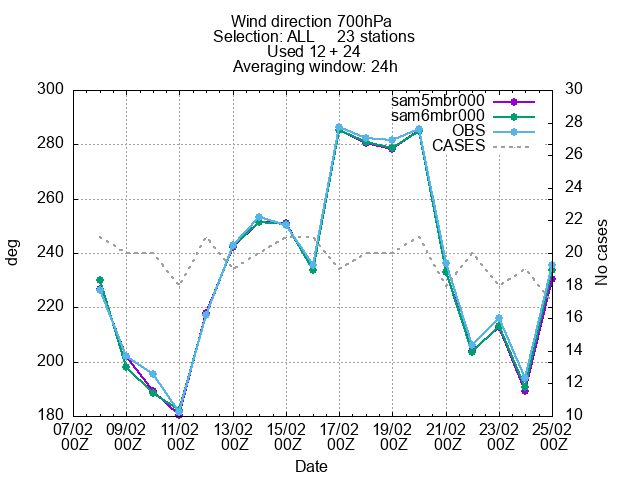 Wind direction 700hPa
Selection: ALL 23 stations
Used 12 + 24
Averaging window: 24h
300 30
sam5mbr000
sam6mbr000
OBS
CASES
280 28
26
24
260
22
240 20
deg
No cases
18
220
16
200 14
12
180 10
07/02 09/02 11/02 13/02 15/02 17/02 19/02 21/02 23/02 25/02
00Z 00Z 00Z 00Z 00Z 00Z 00Z 00Z 00Z 00Z
Date